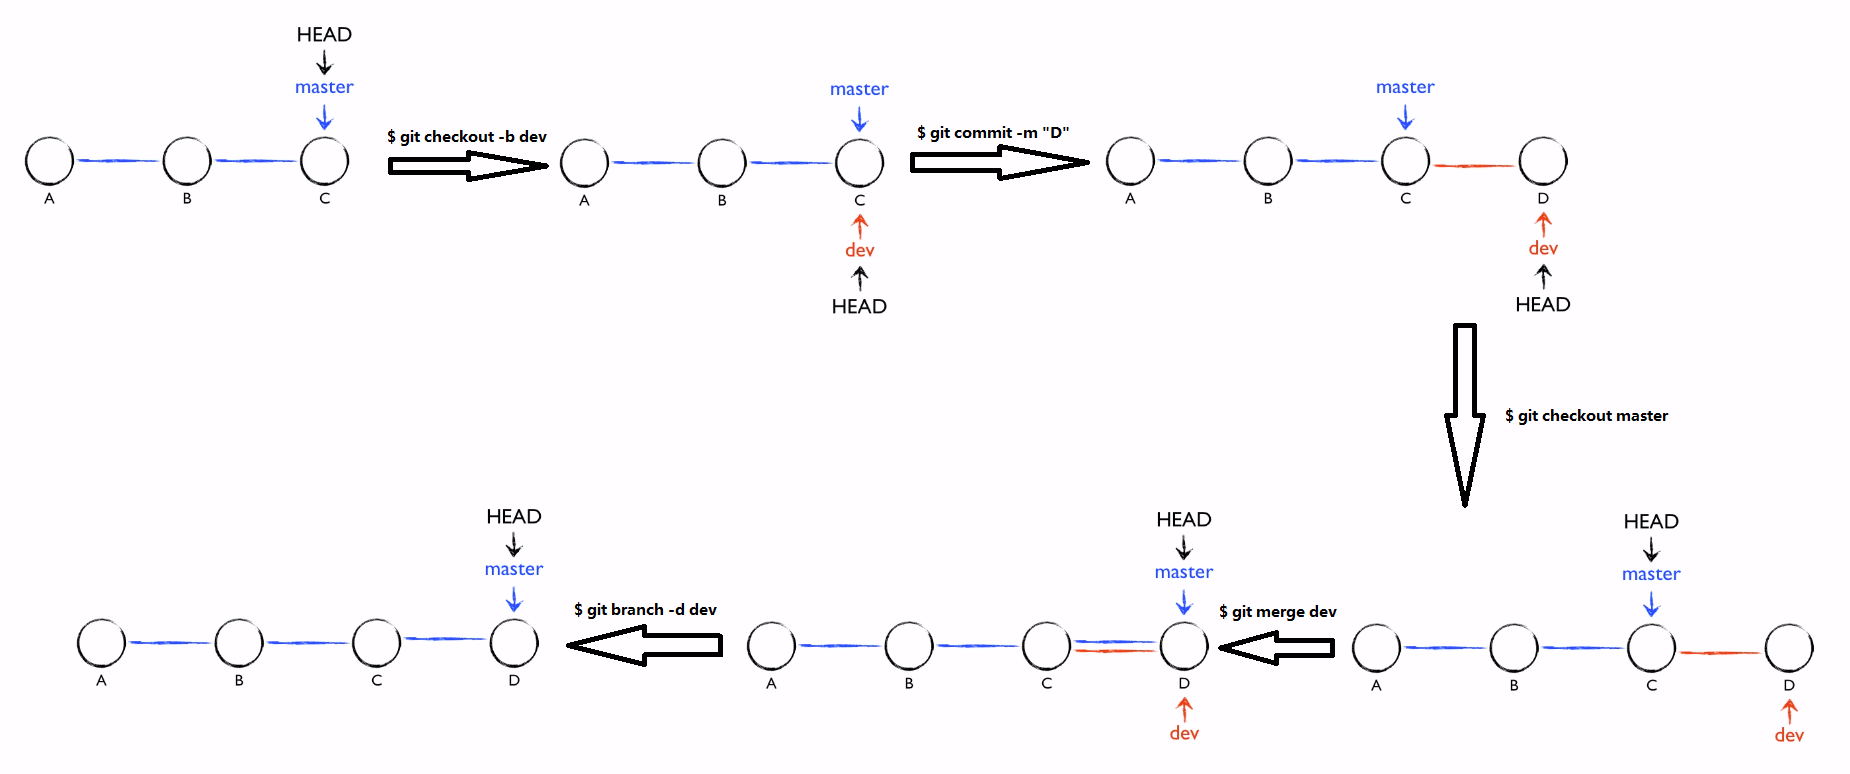 HEAD
master
A
B
C
$ git checkout -b dev
master
A
B
C
dev
HEAD
$ git commit -m "D"
master
A
B
C
D
dev
HEAD
$ git checkout master
HEAD
master
A
B
C
D
dev
$ git merge dev
HEAD
master
A
B
C
D
dev
$ git branch -d dev
HEAD
master
A
B
C
D